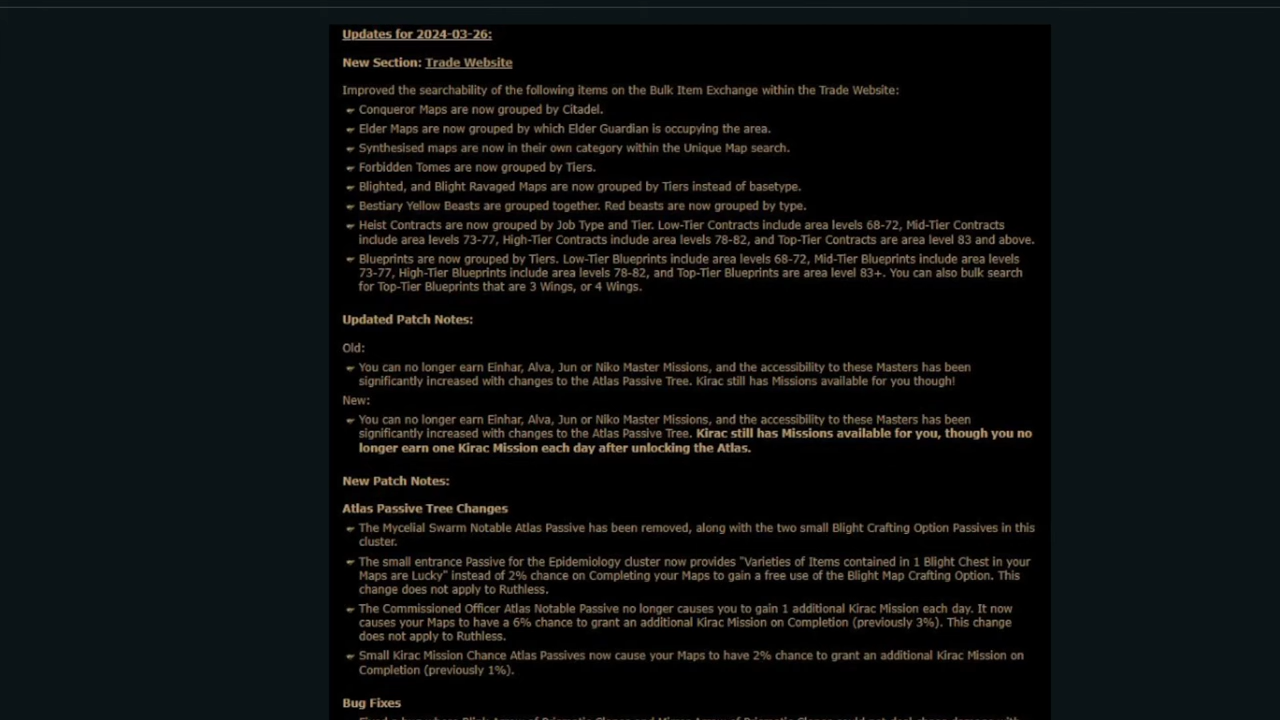 Updates for 2024-03-26:
New Section: Trade Website
Improved the searchability of the following items on the Bulk Item Exchange within the Trade Website:
Conqueror Maps are now grouped by Citadel.
Elder Maps are now grouped by which Elder Guardian is occupying the area.
Synthesised maps are now in their own category within the Unique Map search.
Forbidden Tomes are now grouped by Tiers.
Blighted, and Blight Ravaged Maps are now grouped by Tiers instead of basetype.
Bestiary Yellow Beasts are grouped together. Red beasts are now grouped by type.
Heist Contracts are now grouped by Job Type and Tier. Low-Tier Contracts include area levels 68-72, Mid-Tier Contracts
include area levels 73-77, High-Tier Contracts include area levels 78-82, and Top-Tier Contracts are area level 83 and above.
Blueprints are now grouped by Tiers. Low-Tier Blueprints include area levels 68-72, Mid-Tier Blueprints include area levels
73-77, High-Tier Blueprints include area levels 78-82, and Top-Tier Blueprints are area level 83+. You can also bulk search
for Top-Tier Blueprints that are 3 Wings, or 4 Wings.
Updated Patch Notes:
Old:
You can no longer earn Einhar, Alva, Jun or Niko Master Missions, and the accessibility to these Masters has been
significantly increased with changes to the Atlas Passive Tree. Kirac still has Missions available for you though!
New:
You can no longer earn Einhar, Alva, Jun or Niko Master Missions, and the accessibility to these Masters has been
significantly increased with changes to the Atlas Passive Tree. Kirac still has Missions available for you, though you no
longer earn one Kirac Mission each day after unlocking the Atlas.
New Patch Notes:
Atlas Passive Tree Changes
The Mycelial Swarm Notable Atlas Passive has been removed, along with the two small Blight Crafting Option Passives in this
cluster.
The small entrance Passive for the Epidemiology cluster now provides "Varieties of Items contained in 1 Blight Chest in your
Maps are Lucky" instead of 2% chance on Completing your Maps to gain a free use of the Blight Map Crafting Option. This
change does not apply to Ruthless.
The Commissioned Officer Atlas Notable Passive no longer causes you to gain 1 additional Kirac Mission each day. It now
causes your Maps to have a 6% chance to grant an additional Kirac Mission on Completion (previously 3%). This change
does not apply to Ruthless.
Small Kirac Mission Chance Atlas Passives now cause your Maps to have 2% chance to grant an additional Kirac Mission on
Completion (previously 1%).
Bug Fixes